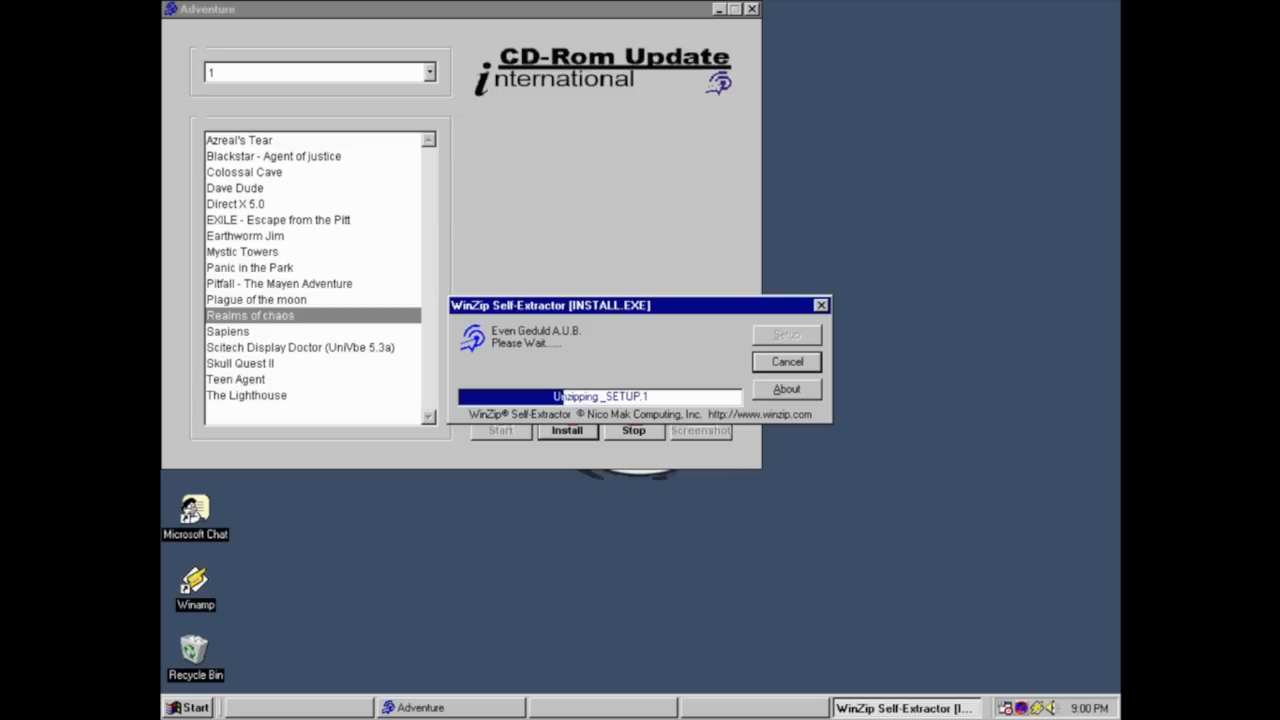 Adventure
CD-Rom Update
international
1
Azreal's Tear
Blackstar - Agent of justice
Colossal Cave
Dave Dude
Direct X 5.0
EXILE - Escape from the Pitt
Earthworm Jim
Mystic Towers
Panic in the Park
Pitfall - The Mayen Adventure
Plague of the moon
Realms of chaos
Sapiens
Scitech Display Doctor (UniVbe 5.3a)
Skull Quest II
Teen Agent
The Lighthouse
WinZip Self-Extractor [INSTALL.EXE]
Even Geduld A.U.B.
Please Wait......
Setup
Cancel
About
Unzipping _SETUP.1
WinZip® Self-Extractor © Nico Mak Computing, Inc. http://www.winzip.com
Start
Install
Stop
Screenshot
Microsoft Chat
Winamp
Recycle Bin
Start
Adventure
WinZip Self-Extractor [I...
9:00 PM